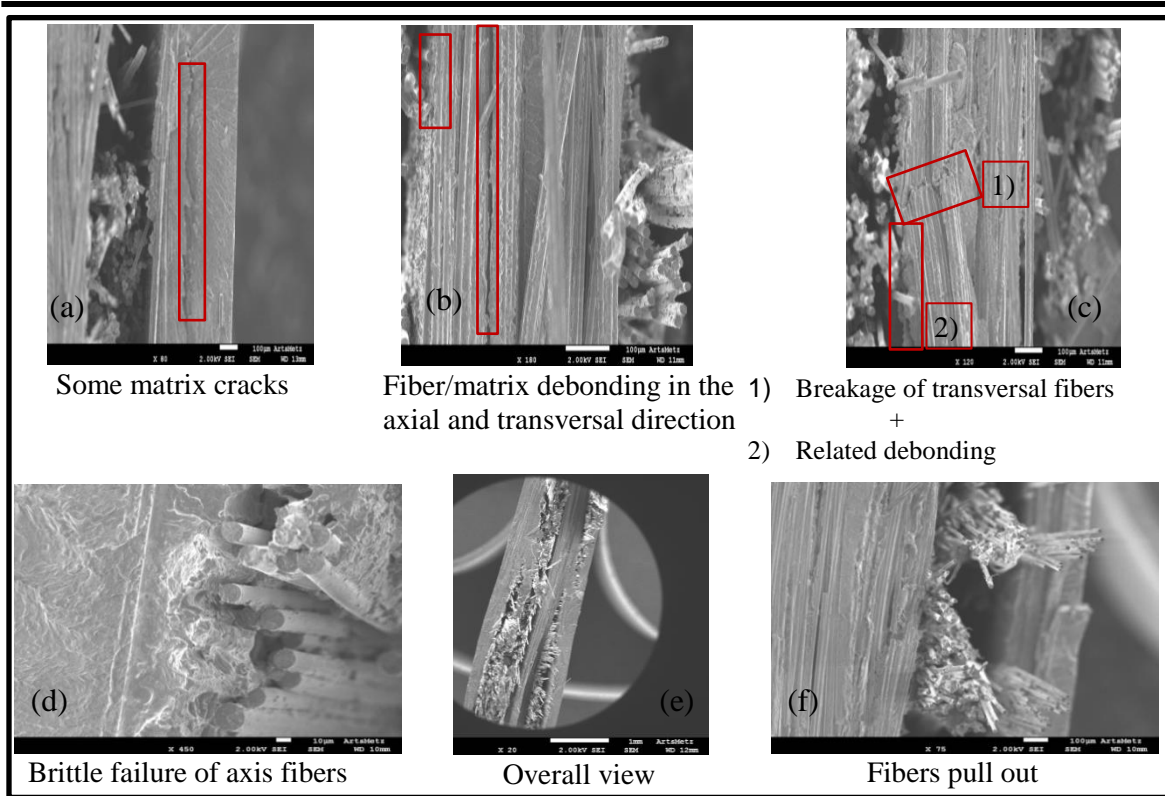 (a)
100µm ArtsMetz
X 80 2.00kV SEI SEM WD 13mm
Some matrix cracks
(b)
100µm ArtsMetz
X 180 2.00kV SEI SEM WD 11mm
Fiber/matrix debonding in the
axial and transversal direction
1)
2)
(c)
100µm ArtsMetz
X 120 2.00kV SEI SEM WD 11mm
1) Breakage of transversal fibers
+
2) Related debonding
(d)
10µm ArtsMetz
X 450 2.00kV SEI SEM WD 10mm
Brittle failure of axis fibers
(e)
1mm ArtsMetz
X 20 2.00kV SEI SEM WD 12mm
Overall view
(f)
100µm ArtsMetz
X 75 2.00kV SEI SEM WD 10mm
Fibers pull out